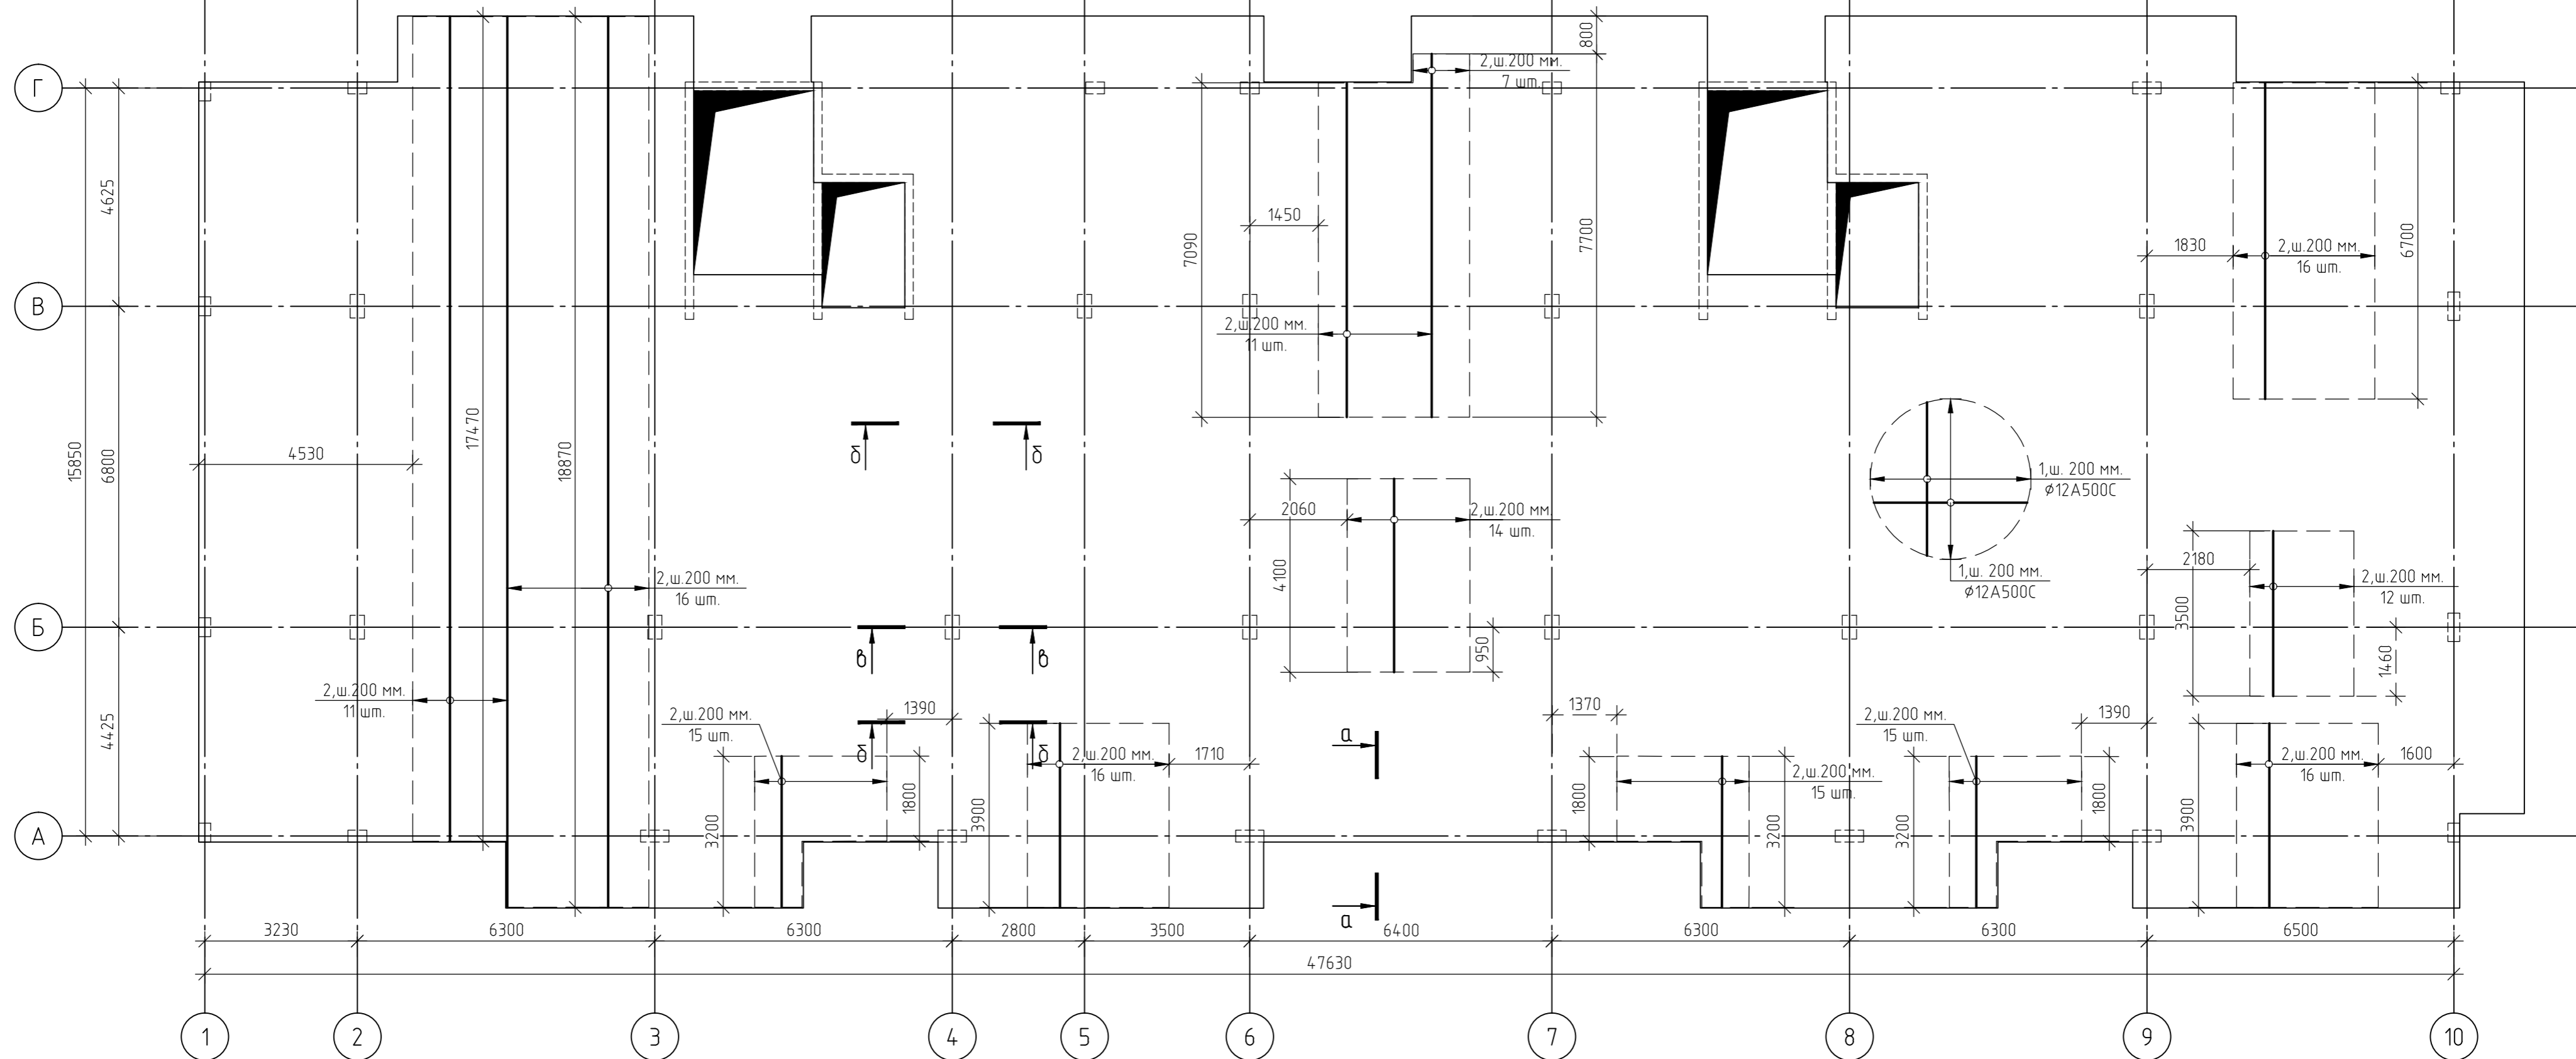 Г
В
Б
А
15850
4625
6800
4425
4530
17470
18870
2,ш.200 мм.
16 шт.
2,ш.200 мм.
11 шт.
б
б
в
в
б
б
2,ш.200 мм.
15 шт.
1390
3200
1800
3900
2,ш.200 мм.
16 шт.
1710
7090
1450
2,ш.200 мм.
11 шт.
2,ш.200 мм.
7 шт.
800
7700
2060
4100
2,ш.200 мм.
14 шт.
950
а
а
1370
1800
2,ш.200 мм.
15 шт.
3200
2,ш.200 мм.
15 шт.
3200
1390
1800
1,ш. 200 мм.
⌀12А500С
1,ш. 200 мм.
⌀12А500С
1830
2,ш.200 мм.
16 шт.
6700
2180
3500
2,ш.200 мм.
12 шт.
1460
3900
2,ш.200 мм.
16 шт.
1600
3230
6300
6300
2800
3500
6400
6300
6300
6500
47630
1
2
3
4
5
6
7
8
9
10